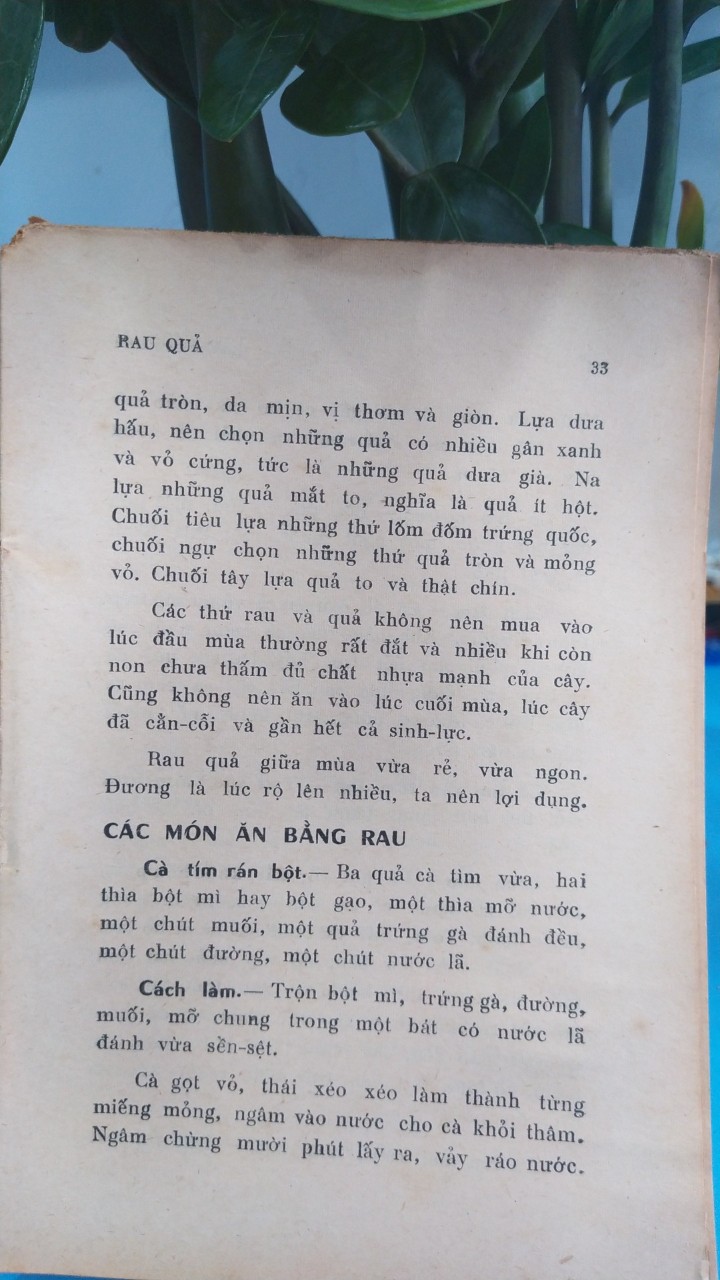 RAU QUẢ
33
quả tròn, da mịn, vị thơm và giòn. Lựa dưa
hấu, nên chọn những quả có nhiều gân xanh
và vỏ cứng, tức là những quả dưa già. Na
lựa những quả mắt to, nghĩa là quả ít hột.
Chuối tiêu lựa những thứ lốm đốm trứng quốc,
chuối ngự chọn những thứ quả tròn và mỏng
vỏ. Chuối tây lựa quả to và thật chín.
Các thứ rau và quả không nên mua vào
lúc đầu mùa thường rất đắt và nhiều khi còn
non chưa thấm đủ chất nhựa mạnh của cây.
Cũng không nên ăn vào lúc cuối mùa, lúc cây
đã cằn-cỗi và gần hết cả sinh-lực.
Rau quả giữa mùa vừa rẻ, vừa ngon.
Đương là lúc rộ lên nhiều, ta nên lợi dụng.
CÁC MÓN ĂN BẰNG RAU
Cà tím rán bột.— Ba quả cà tìm vừa, hai
thìa bột mì hay bột gạo, một thìa mỡ nước,
một chút muối, một quả trứng gà đánh đều,
một chút đường, một chút nước lã.
Cách làm.— Trộn bột mì, trứng gà, đường,
muối, mỡ chung trong một bát có nước lã
đánh vừa sền-sệt.
Cà gọt vỏ, thái xéo xéo làm thành từng
miếng mỏng, ngâm vào nước cho cà khỏi thâm.
Ngâm chừng mười phút lấy ra, vảy ráo nước.